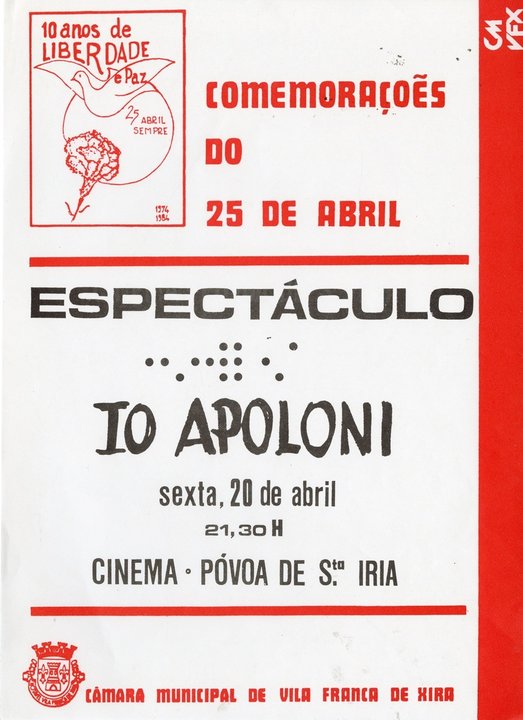 10 anos de
LIBERDADE
e Paz
25 ABRIL
SEMPRE
1974
1984
COMEMORAÇOẼS
DO
25 DE ABRIL
CM
VFX
ESPECTÁCULO
IO APOLONI
sexta, 20 de abril
21,30 H
CINEMA • PÓVOA DE S.ta IRIA
CÂMARA MUNICIPAL DE VILA FRANCA DE XIRA